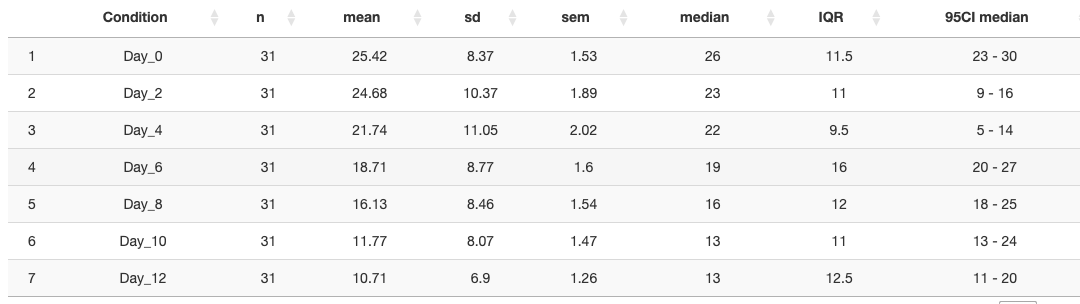 Condition n mean sd sem median IQR 95CI median
1 Day_0 31 25.42 8.37 1.53 26 11.5 23 - 30
2 Day_2 31 24.68 10.37 1.89 23 11 9 - 16
3 Day_4 31 21.74 11.05 2.02 22 9.5 5 - 14
4 Day_6 31 18.71 8.77 1.6 19 16 20 - 27
5 Day_8 31 16.13 8.46 1.54 16 12 18 - 25
6 Day_10 31 11.77 8.07 1.47 13 11 13 - 24
7 Day_12 31 10.71 6.9 1.26 13 12.5 11 - 20